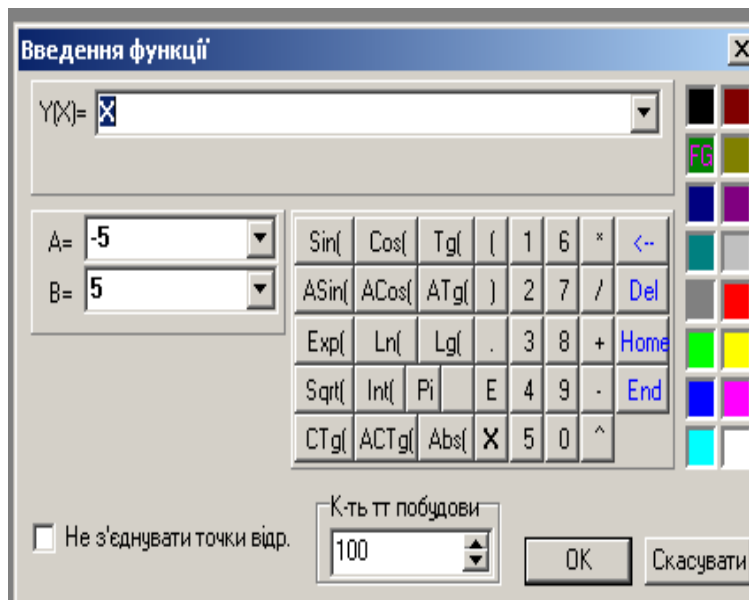 Введення функції
Y(X)= X
FG
A= -5
B= 5
Sin( Cos( Tg( ( 1 6 * <--
ASin( ACos( ATg( ) 2 7 / Del
Exp( Ln( Lg( . 3 8 + Home
Sqrt( Int( Pi E 4 9 - End
CTg( ACTg( Abs( X 5 0 ^
К-ть тт побудови
Не з'єднувати точки відр.
100
OK
Скасувати